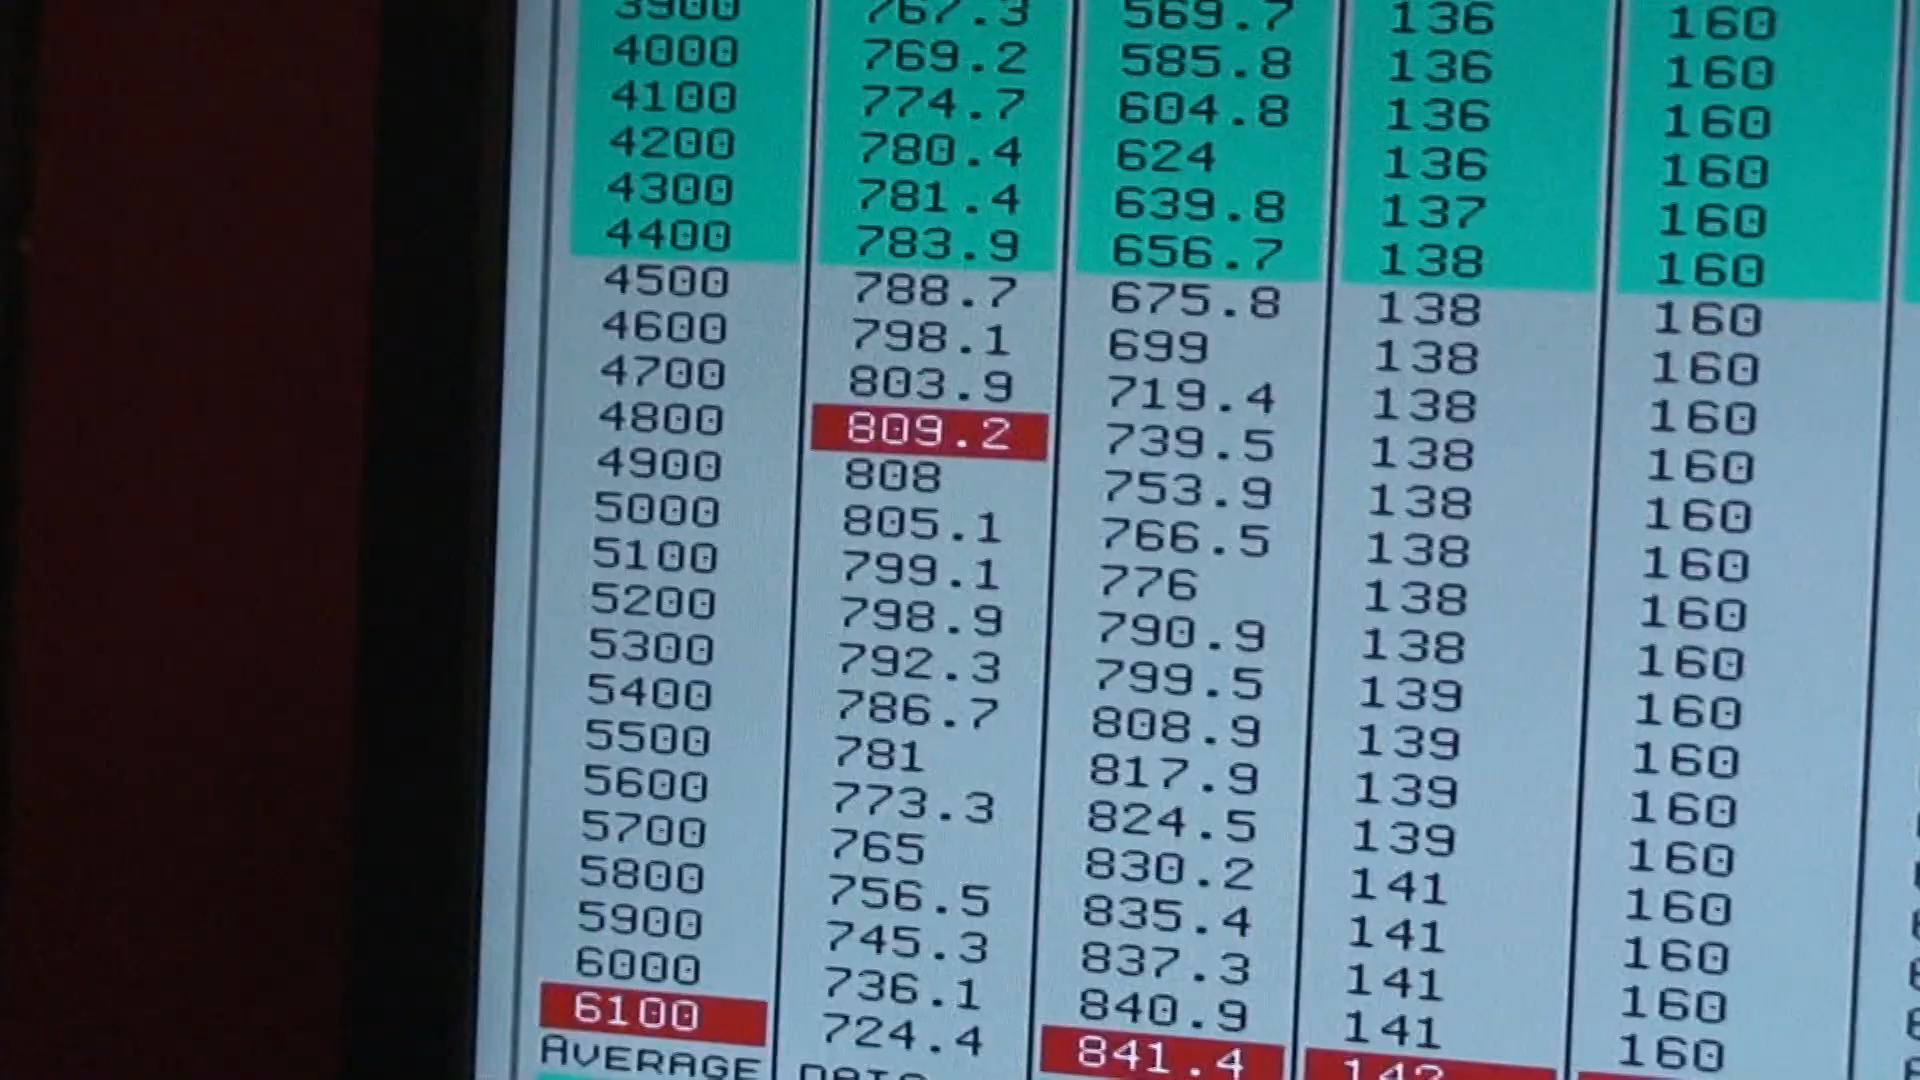 3900 767.3 569.7 136 160
4000 769.2 585.8 136 160
4100 774.7 604.8 136 160
4200 780.4 624 136 160
4300 781.4 639.8 137 160
4400 783.9 656.7 138 160
4500 788.7 675.8 138 160
4600 798.1 699 138 160
4700 803.9 719.4 138 160
4800 809.2 739.5 138 160
4900 808 753.9 138 160
5000 805.1 766.5 138 160
5100 799.1 776 138 160
5200 798.9 790.9 138 160
5300 792.3 799.5 139 160
5400 786.7 808.9 139 160
5500 781 817.9 139 160
5600 773.3 824.5 139 160
5700 765 830.2 141 160
5800 756.5 835.4 141 160
5900 745.3 837.3 141 160
6000 736.1 840.9 141 160
6100 724.4 841.4 142
AVERAGE